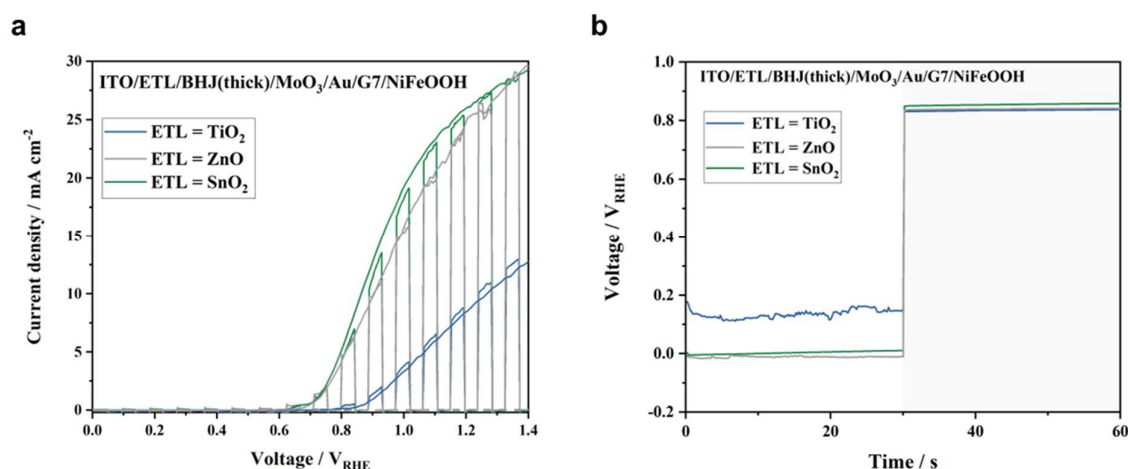 a
ITO/ETL/BHJ(thick)/MoO₃/Au/G7/NiFeOOH
ETL = TiO₂
ETL = ZnO
ETL = SnO₂
Current density / mA cm⁻²
30
25
20
15
10
5
0
0.0 0.2 0.4 0.6 0.8 1.0 1.2 1.4
Voltage / V_RHE
b
ITO/ETL/BHJ(thick)/MoO₃/Au/G7/NiFeOOH
ETL = TiO₂
ETL = ZnO
ETL = SnO₂
Voltage / V_RHE
1.0
0.8
0.6
0.4
0.2
0.0
-0.2
0 20 40 60
Time / s